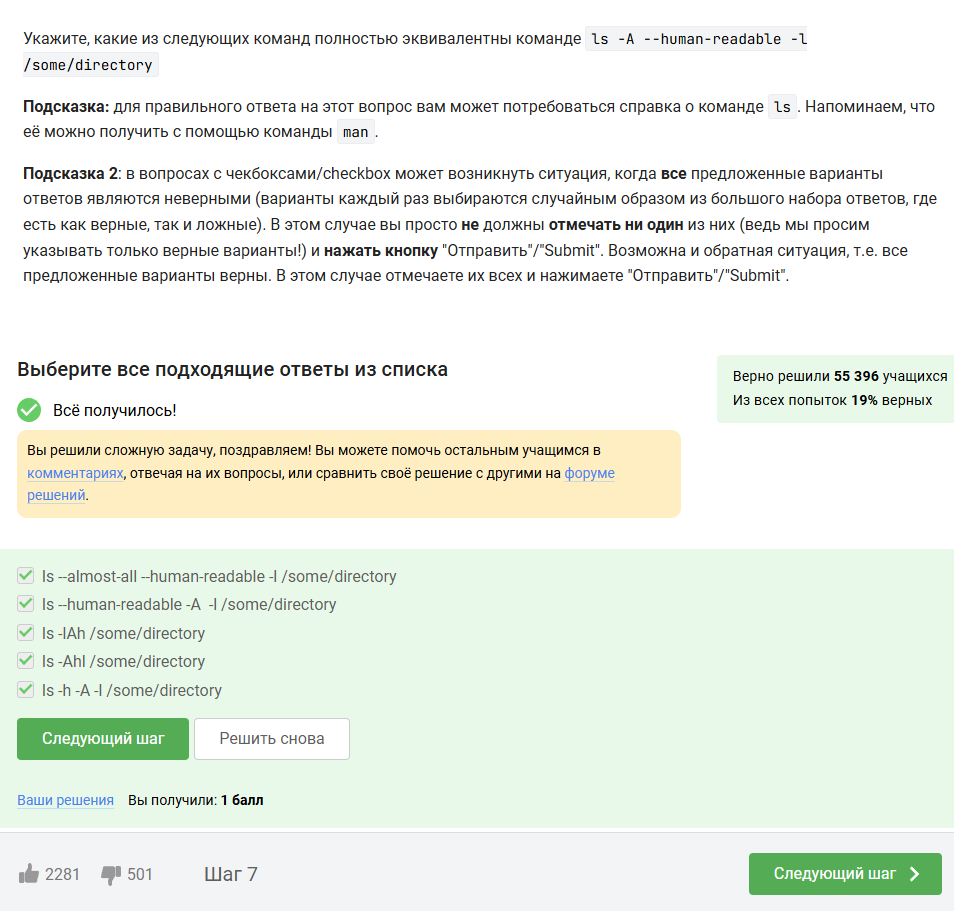 Укажите, какие из следующих команд полностью эквивалентны команде ls -A --human-readable -l
/some/directory
Подсказка: для правильного ответа на этот вопрос вам может потребоваться справка о команде ls. Напоминаем, что
её можно получить с помощью команды man.
Подсказка 2: в вопросах с чекбоксами/checkbox может возникнуть ситуация, когда все предложенные варианты
ответов являются неверными (варианты каждый раз выбираются случайным образом из большого набора ответов, где
есть как верные, так и ложные). В этом случае вы просто не должны отмечать ни один из них (ведь мы просим
указывать только верные варианты!) и нажать кнопку "Отправить"/"Submit". Возможна и обратная ситуация, т.е. все
предложенные варианты верны. В этом случае отмечаете их всех и нажимаете "Отправить"/"Submit".
Выберите все подходящие ответы из списка
Верно решили 55 396 учащихся
Из всех попыток 19% верных
Всё получилось!
Вы решили сложную задачу, поздравляем! Вы можете помочь остальным учащимся в
комментариях, отвечая на их вопросы, или сравнить своё решение с другими на форуме
решений.
ls --almost-all --human-readable -l /some/directory
ls --human-readable -A  -l /some/directory
ls -lAh /some/directory
ls -Ahl /some/directory
ls -h -A -l /some/directory
Следующий шаг
Решить снова
Ваши решения Вы получили: 1 балл
2281 501 Шаг 7
Следующий шаг